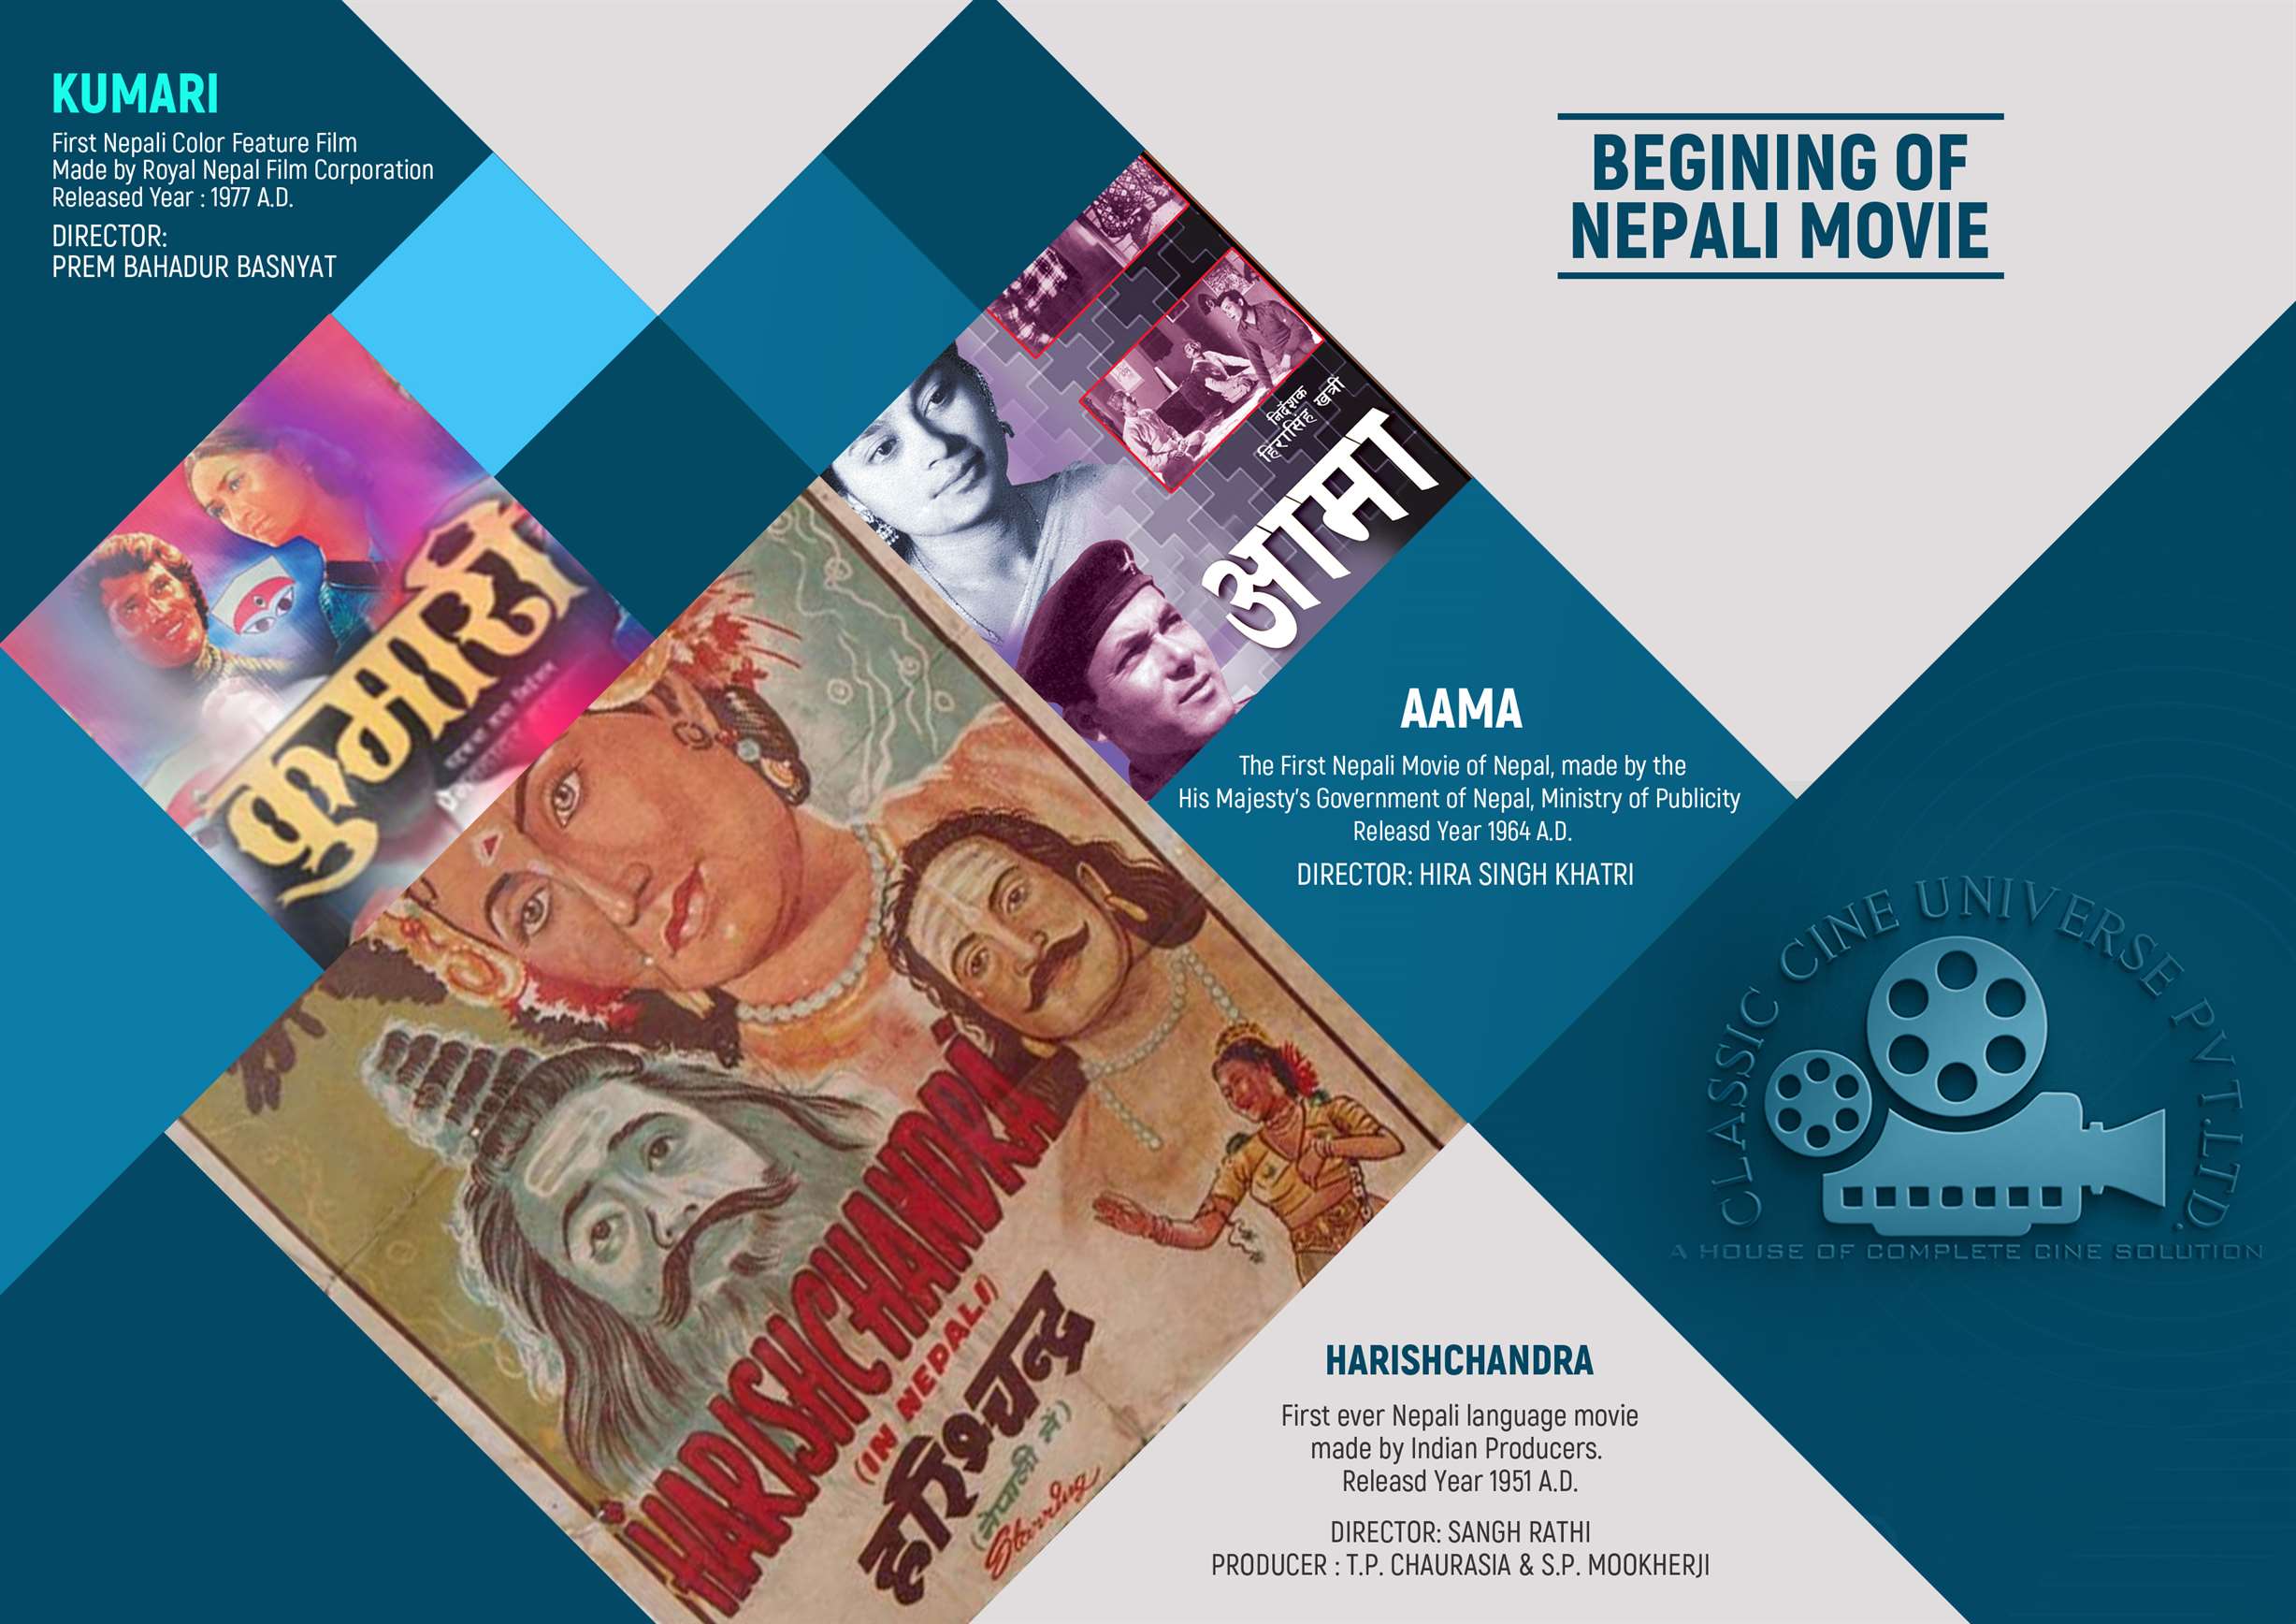 KUMARI
First Nepali Color Feature Film
Made by Royal Nepal Film Corporation
Released Year : 1977 A.D.
DIRECTOR:
PREM BAHADUR BASNYAT
BEGINING OF
NEPALI MOVIE
निर्देशक
हिरासिंह खत्री
आमा
कुमारी
AAMA
The First Nepali Movie of Nepal, made by the
His Majesty's Government of Nepal, Ministry of Publicity
Releasd Year 1964 A.D.
DIRECTOR: HIRA SINGH KHATRI
CLASSIC CINE UNIVERSE PVT.LTD.
A HOUSE OF COMPLETE CINE SOLUTION
HARISHCHANDRA
(IN NEPALI)
हरिश्चन्द्र
(नेपाली में)
Starring
HARISHCHANDRA
First ever Nepali language movie
made by Indian Producers.
Releasd Year 1951 A.D.
DIRECTOR: SANGH RATHI
PRODUCER : T.P. CHAURASIA & S.P. MOOKHERJI